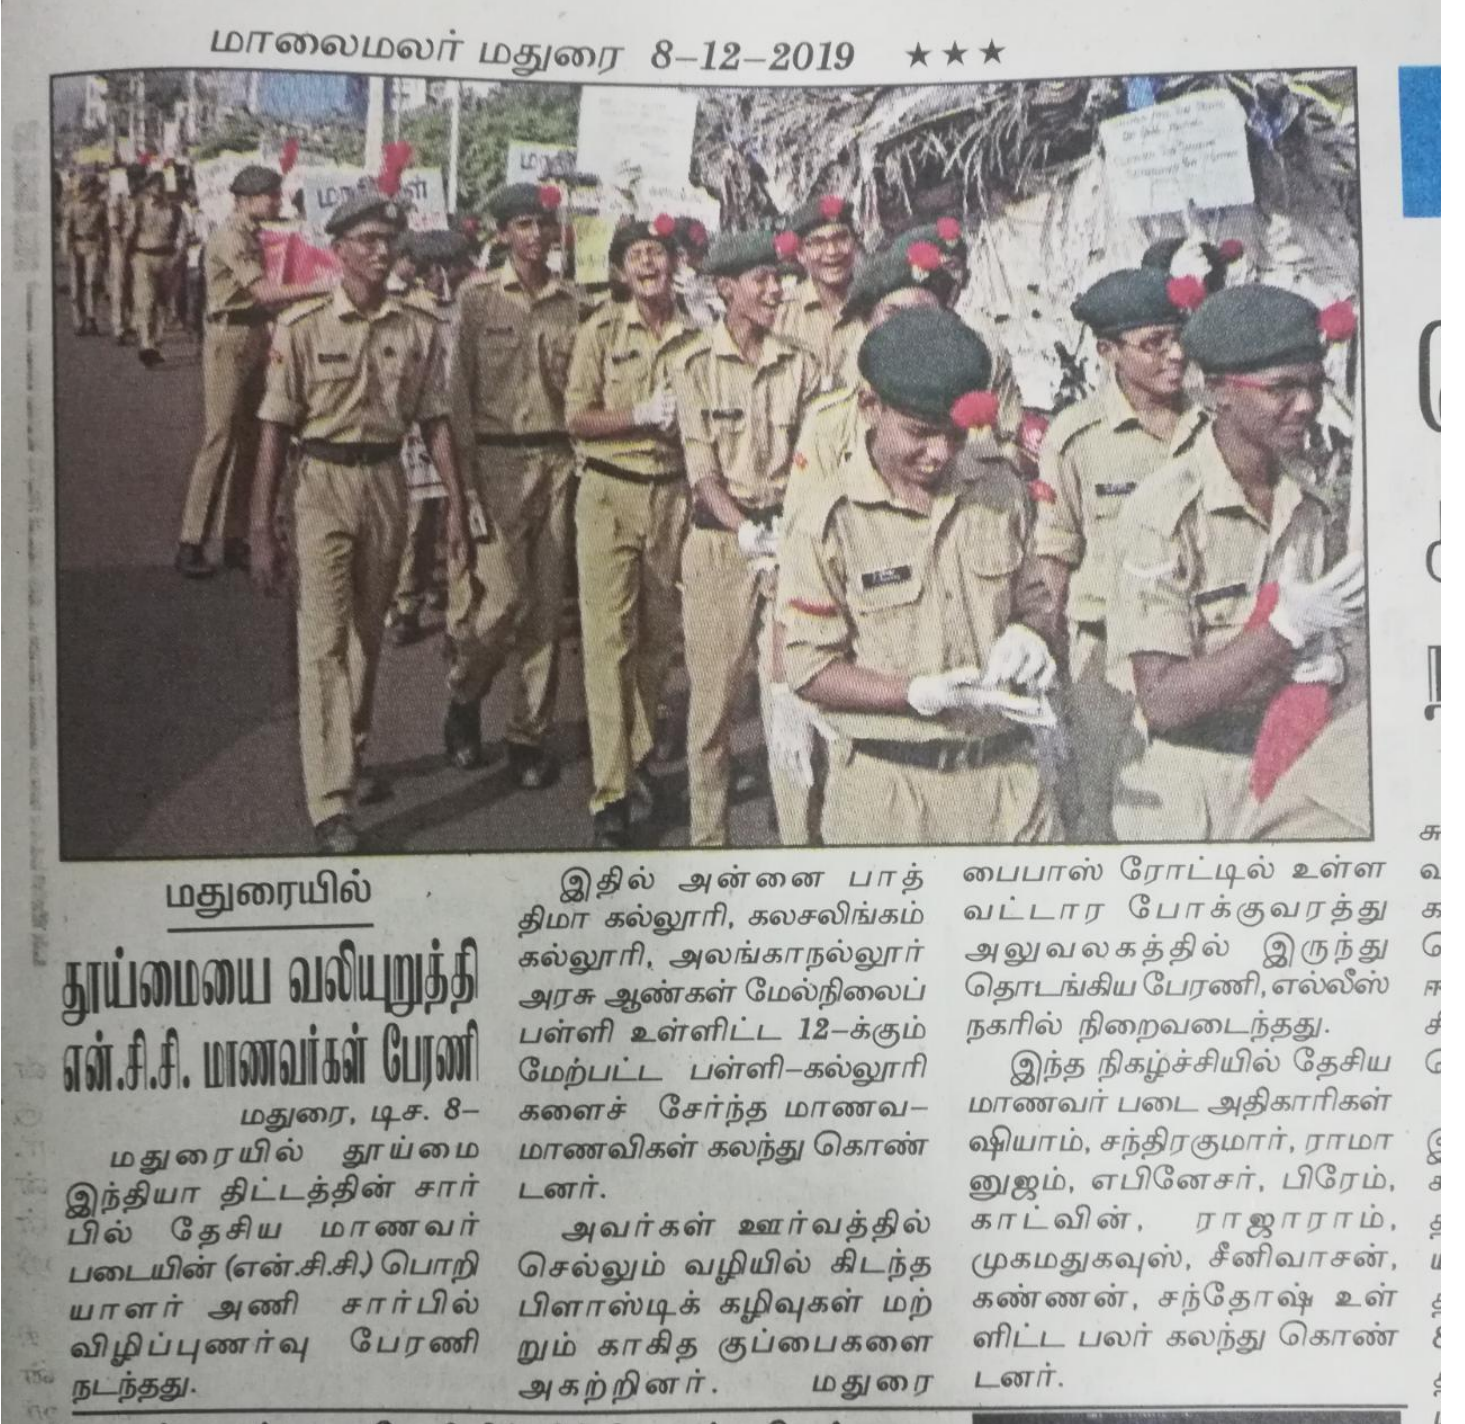 மாலைமலர் மதுரை 8–12–2019 ★★★
மதுரையில்
தூய்மையை வலியுறுத்தி
என்.சி.சி. மாணவர்கள் பேரணி
மதுரை, டிச. 8–
மதுரையில் தூய்மை
இந்தியா திட்டத்தின் சார்
பில் தேசிய மாணவர்
படையின் (என்.சி.சி.) பொறி
யாளர் அணி சார்பில்
விழிப்புணர்வு பேரணி
நடந்தது.
இதில் அன்னை பாத்
திமா கல்லூரி, கலசலிங்கம்
கல்லூரி, அலங்காநல்லூர்
அரசு ஆண்கள் மேல்நிலைப்
பள்ளி உள்ளிட்ட 12–க்கும்
மேற்பட்ட பள்ளி–கல்லூரி
களைச் சேர்ந்த மாணவ–
மாணவிகள் கலந்து கொண்
டனர்.
அவர்கள் ஊர்வத்தில்
செல்லும் வழியில் கிடந்த
பிளாஸ்டிக் கழிவுகள் மற்
றும் காகித குப்பைகளை
அகற்றினர். மதுரை
பைபாஸ் ரோட்டில் உள்ள
வட்டார போக்குவரத்து
அலுவலகத்தில் இருந்து
தொடங்கிய பேரணி, எல்லீஸ்
நகரில் நிறைவடைந்தது.
இந்த நிகழ்ச்சியில் தேசிய
மாணவர் படை அதிகாரிகள்
ஷியாம், சந்திரகுமார், ராமா
னுஜம், எபினேசர், பிரேம்,
காட்வின், ராஜாராம்,
முகமதுகவுஸ், சீனிவாசன்,
கண்ணன், சந்தோஷ் உள்
ளிட்ட பலர் கலந்து கொண்
டனர்.